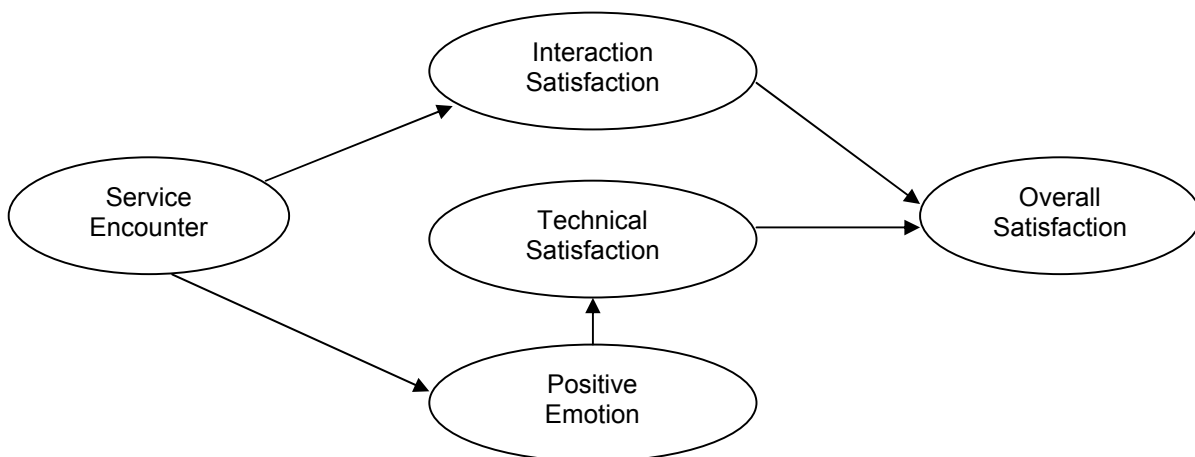 Interaction
Satisfaction
Service
Encounter
Technical
Satisfaction
Overall
Satisfaction
Positive
Emotion